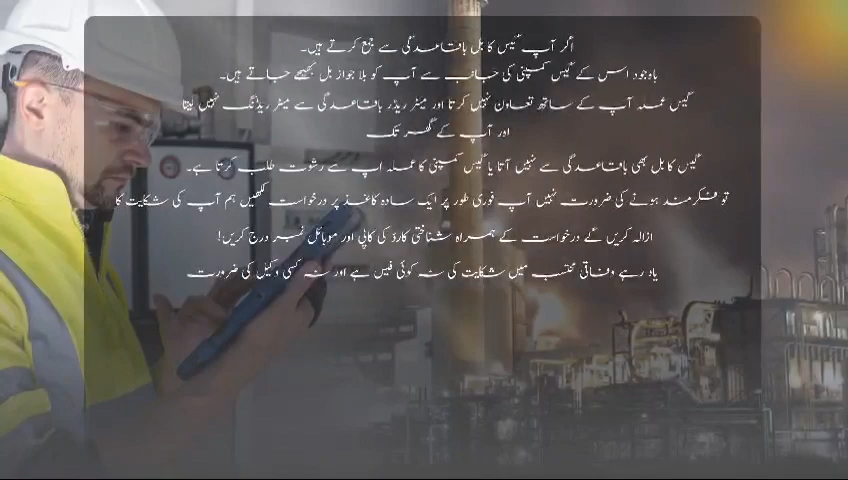 اگر آپ گیس کا بل باقاعدگی سے جمع کرتے ہیں۔
باوجود اس کے گیس کمپنی کی جانب سے آپ کو بلا جواز بل بھیجے جاتے ہیں۔
گیس عملہ آپ کے ساتھ تعاون نہیں کرتا اور میٹر ریڈر باقاعدگی سے میٹر ریڈنگ نہیں لیتا
اور آپ کے گھر تک
گیس کا بل بھی باقاعدگی سے نہیں آتا یا گیس کمپنی کا عملہ اپ سے رشوت طلب کرتا ہے۔
تو فکرمند ہونے کی ضرورت نہیں آپ فوری طور پر ایک سادہ کاغذ پر درخواست لکھیں ہم آپ کی شکایت کا
ازالہ کریں گے درخواست کے ہمراہ شناختی کارڈ کی کاپی اور موبائل نمبر درج کریں!
یاد رہے وفاقی محتسب میں شکایت کی نہ کوئی فیس ہے اور نہ کسی وکیل کی ضرورت